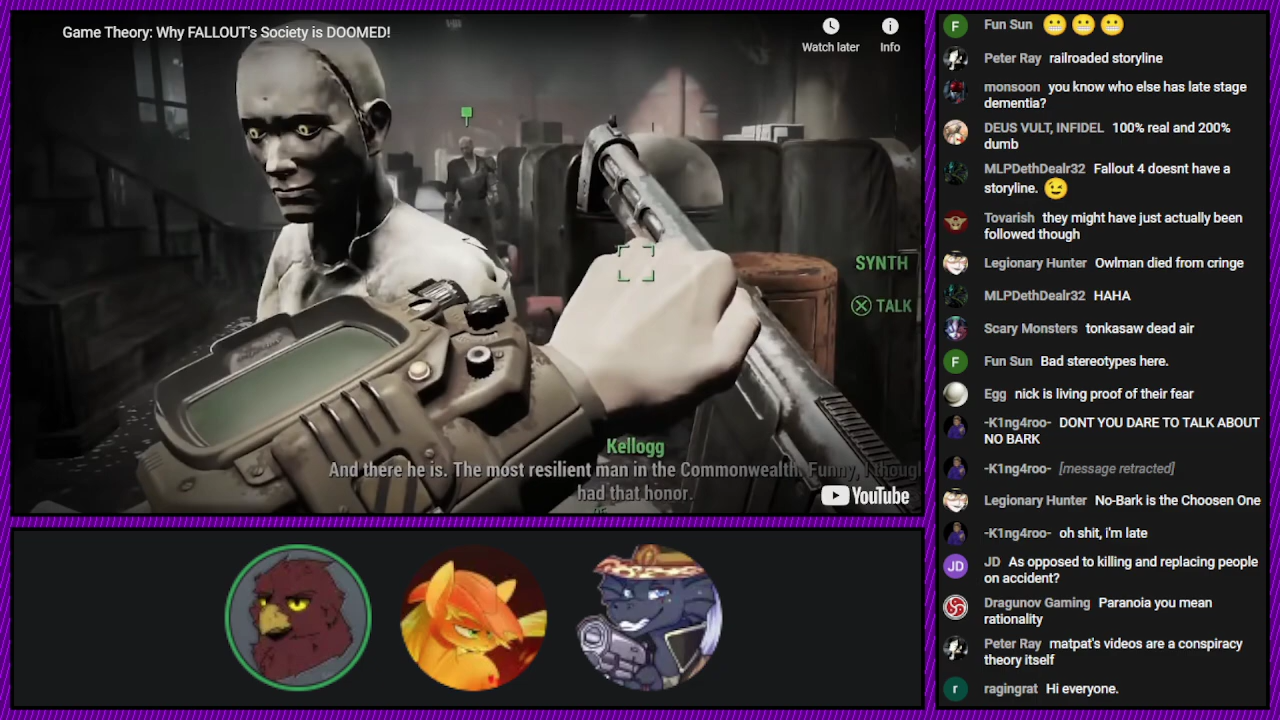 Game Theory: Why FALLOUT's Society is DOOMED!
Watch later
Info
SYNTH
TALK
Kellogg
And there he is. The most resilient man in the Commonwealth. Funny, I though
had that honor.
YouTube
F Fun Sun
Peter Ray railroaded storyline
monsoon you know who else has late stage
dementia?
DEUS VULT, INFIDEL 100% real and 200%
dumb
MLPDethDealr32 Fallout 4 doesnt have a
storyline.
Tovarish they might have just actually been
followed though
Legionary Hunter Owlman died from cringe
MLPDethDealr32 HAHA
Scary Monsters tonkasaw dead air
F Fun Sun Bad stereotypes here.
Egg nick is living proof of their fear
-K1ng4roo- DONT YOU DARE TO TALK ABOUT
NO BARK
-K1ng4roo- [message retracted]
Legionary Hunter No-Bark is the Choosen One
-K1ng4roo- oh shit, i'm late
JD JD As opposed to killing and replacing people
on accident?
Dragunov Gaming Paranoia you mean
rationality
Peter Ray matpat's videos are a conspiracy
theory itself
r ragingrat Hi everyone.